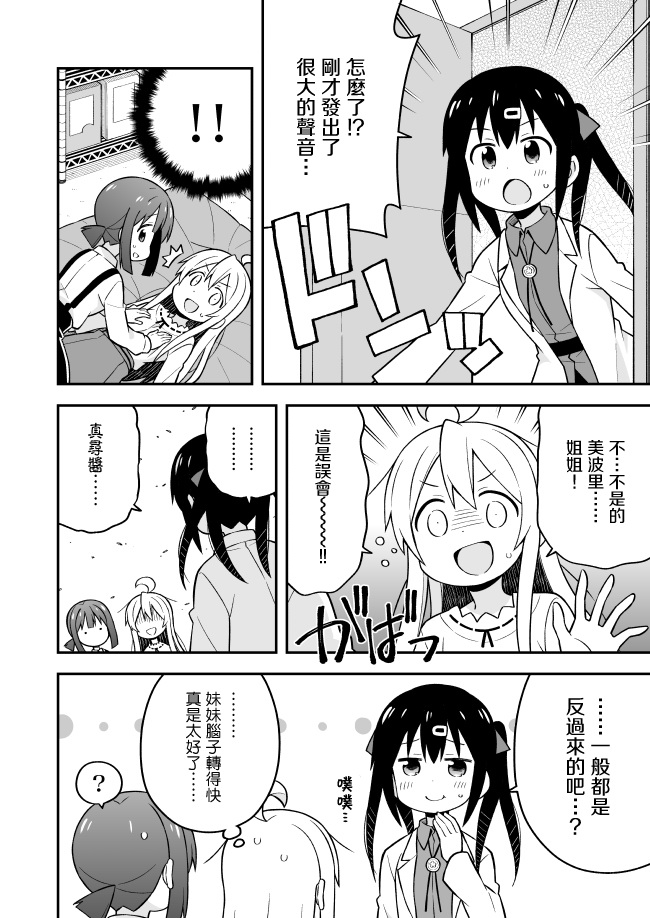 怎麼了!?
剛才發出了
很大的聲音…
ドドン
!!
不…不是的
美波里……
姐姐！
這是誤會~~~~~!!
がばっ
………
真尋醬……
……一般都是
反過來的吧…?
噗噗…
………
妹妹腦子轉得快
真是太好了……
?